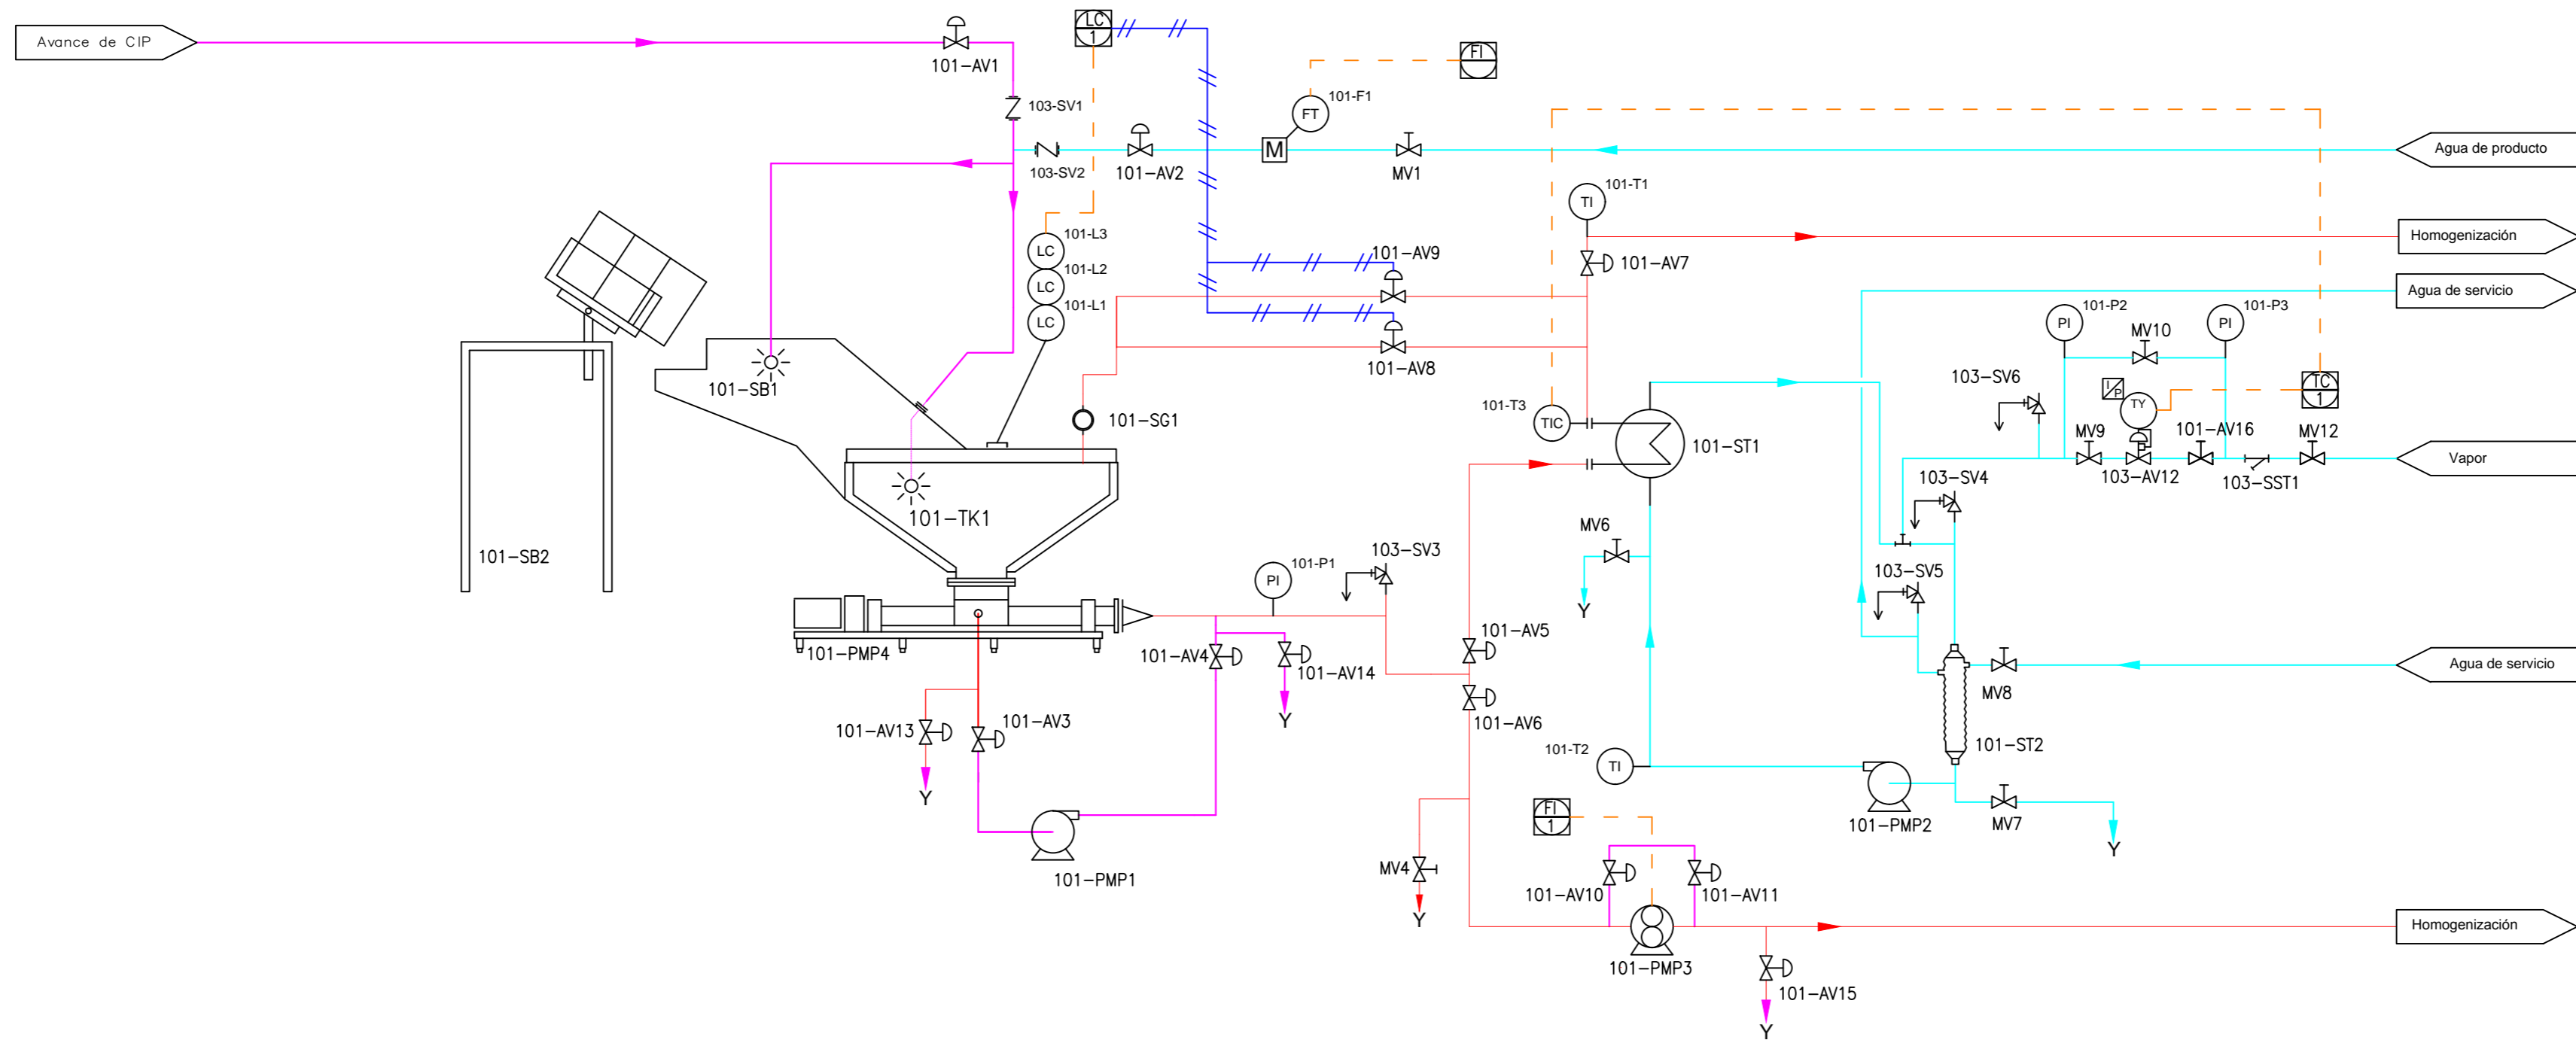 Avance de CIP
101-AV1
LC
1
FI
103-SV1
101-F1
FT
M
103-SV2
101-AV2
MV1
Agua de producto
101-T1
TI
Homogenización
101-L3
LC
101-L2
LC
101-L1
LC
101-AV9
101-AV7
Agua de servicio
101-P2
PI
101-P3
PI
MV10
101-AV8
101-SB1
103-SV6
I/P
TY
TC
1
101-T3
TIC
101-SG1
101-ST1
MV9
101-AV16
MV12
Vapor
103-AV12
103-SST1
103-SV4
101-TK1
MV6
101-SB2
103-SV3
101-P1
PI
103-SV5
Y
101-PMP4
101-AV4
101-AV14
101-AV5
Agua de servicio
MV8
Y
101-AV13
101-AV3
101-AV6
101-T2
TI
101-ST2
Y
FI
1
101-PMP2
MV7
Y
101-PMP1
MV4
101-AV10
101-AV11
Y
Homogenización
101-PMP3
101-AV15
Y